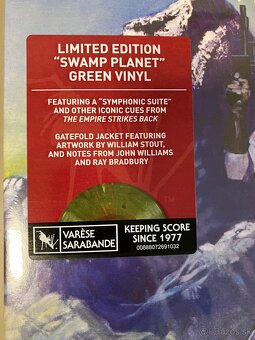 LIMITED EDITION
"SWAMP PLANET"
GREEN VINYL
FEATURING A "SYMPHONIC SUITE"
AND OTHER ICONIC CUES FROM
THE EMPIRE STRIKES BACK
GATEFOLD JACKET FEATURING
ARTWORK BY WILLIAM STOUT,
AND NOTES FROM JOHN WILLIAMS
AND RAY BRADBURY
VARÈSE
SARABANDE
KEEPING SCORE
SINCE 1977
00888072691032